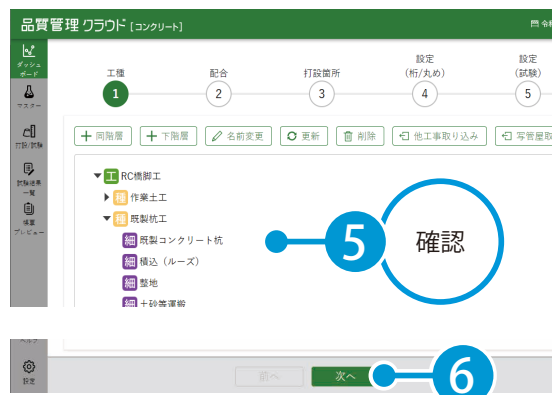 品質管理 クラウド [コンクリート]
ダッシュ
ボード
マスター
打設/試験
試験結果
一覧
帳票
プレビュー
工種
配合
打設箇所
設定
(桁/丸め)
設定
(試験)
1
2
3
4
5
同階層
下階層
名前変更
更新
削除
他工事取り込み
写管屋取
工 RC橋脚工
種 作業土工
種 既製杭工
細 既製コンクリート杭
細 積込（ルーズ）
細 整地
細 土砂等運搬
5
確認
ヘルプ
設定
前へ
次へ
6